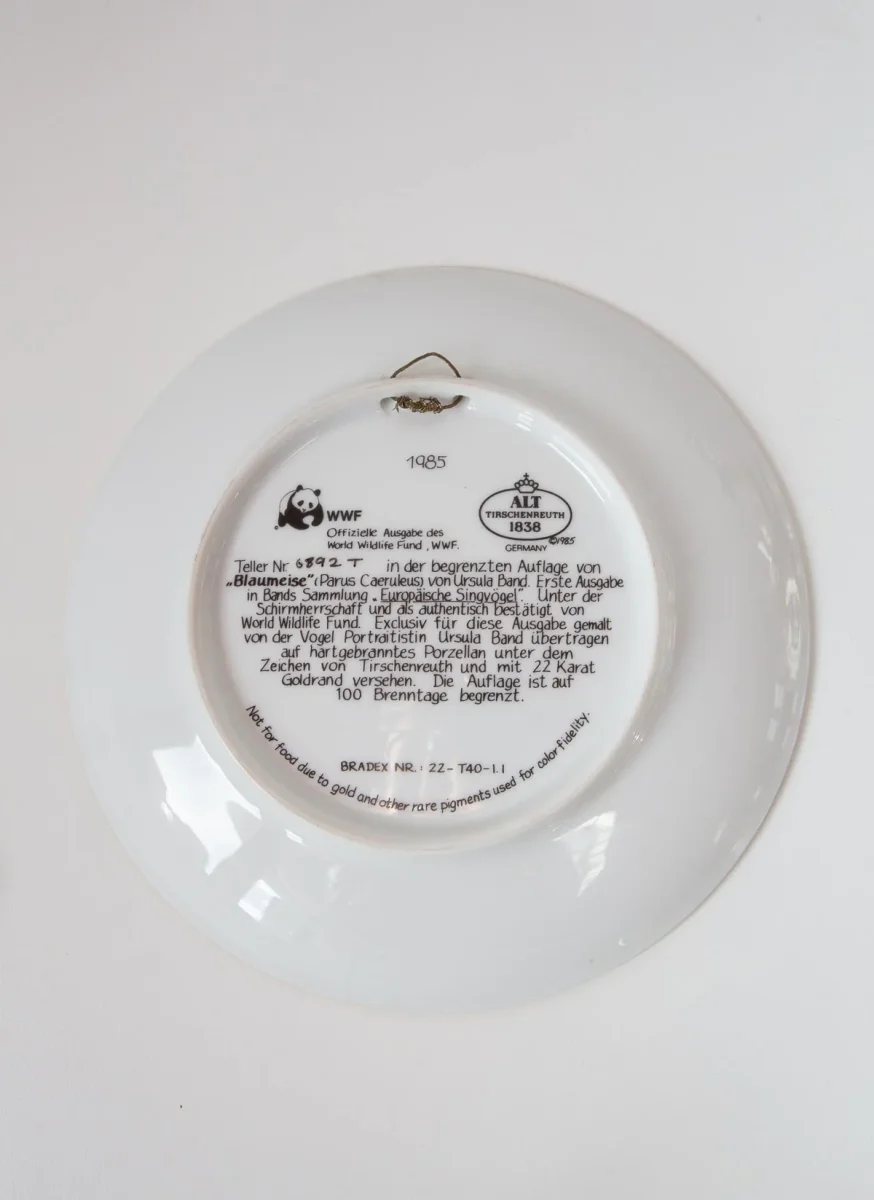 1985
WWF
Offizielle Ausgabe des
World Wildlife Fund, WWF.
ALT
TIRSCHENREUTH
1838
©1985
GERMANY
Teller Nr. 6892 T in der begrenzten Auflage von
„Blaumeise" (Parus Caeruleus) von Ursula Band. Erste Ausgabe
in Bands Sammlung „Europäische Singvögel". Unter der
Schirmherrschaft und als authentisch bestätigt von
World Wildlife Fund. Exclusiv für diese Ausgabe gemalt
von der Vogel Portraitistin Ursula Band übertragen
auf hartgebranntes Porzellan unter dem
Zeichen von Tirschenreuth und mit 22 Karat
Goldrand versehen. Die Auflage ist auf
100 Brenntage begrenzt.
BRADEX NR.: 22-T40-1.1
Not for food due to gold and other rare pigments used for color fidelity.